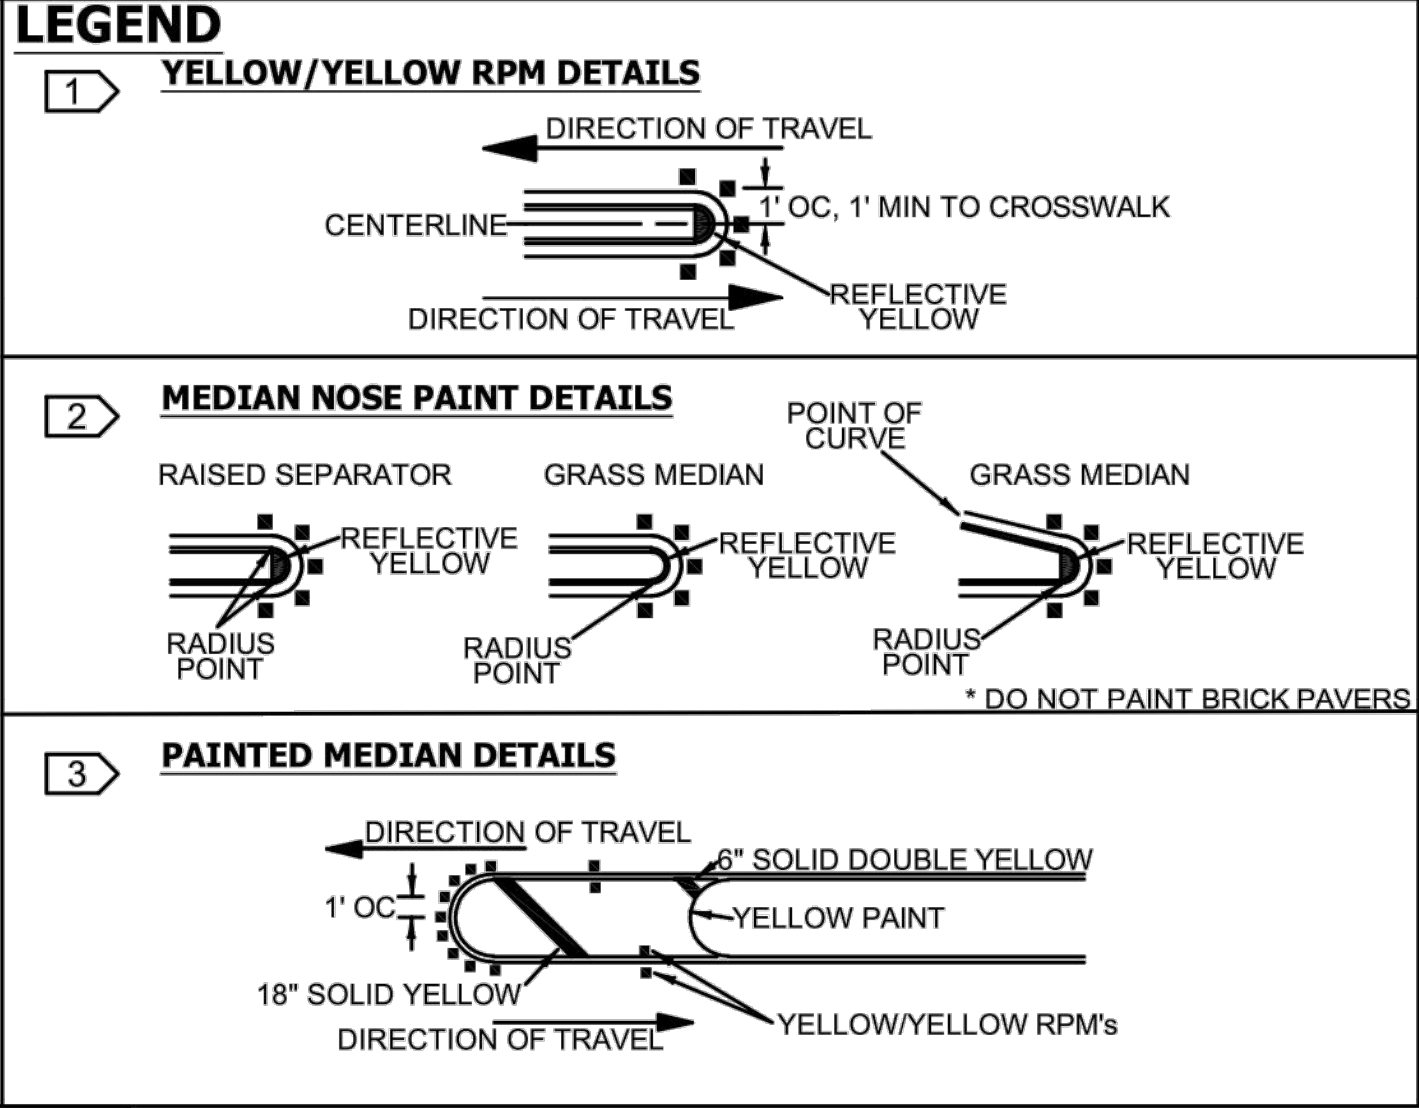 LEGEND
1
YELLOW/YELLOW RPM DETAILS
DIRECTION OF TRAVEL
1' OC, 1' MIN TO CROSSWALK
CENTERLINE
REFLECTIVE
YELLOW
DIRECTION OF TRAVEL
2
MEDIAN NOSE PAINT DETAILS
POINT OF
CURVE
RAISED SEPARATOR
GRASS MEDIAN
GRASS MEDIAN
REFLECTIVE
YELLOW
REFLECTIVE
YELLOW
REFLECTIVE
YELLOW
RADIUS
POINT
RADIUS
POINT
RADIUS
POINT
* DO NOT PAINT BRICK PAVERS
3
PAINTED MEDIAN DETAILS
DIRECTION OF TRAVEL
6" SOLID DOUBLE YELLOW
1' OC
YELLOW PAINT
18" SOLID YELLOW
YELLOW/YELLOW RPM's
DIRECTION OF TRAVEL